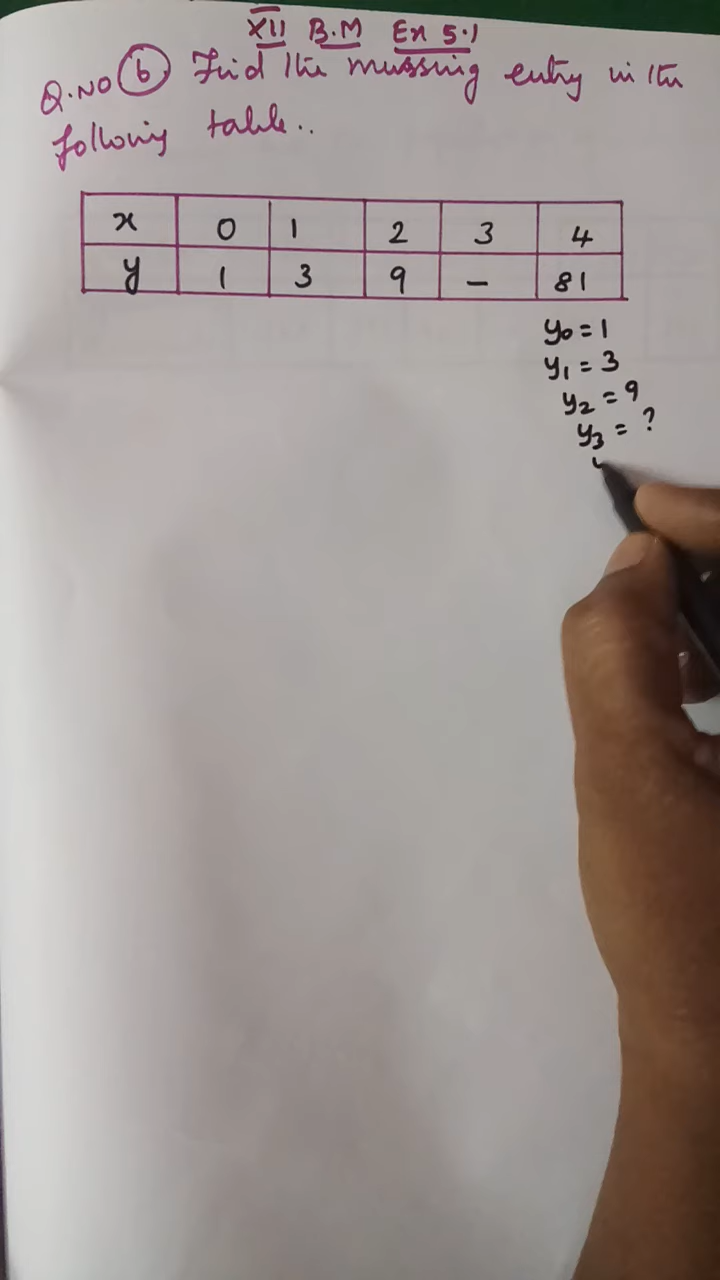 XII B.M Ex 5.1
Q.NO 6) Find the missing entry in the
following table..
x 0 1 2 3 4
y 1 3 9 – 81
y0 = 1
y1 = 3
y2 = 9
y3 = ?